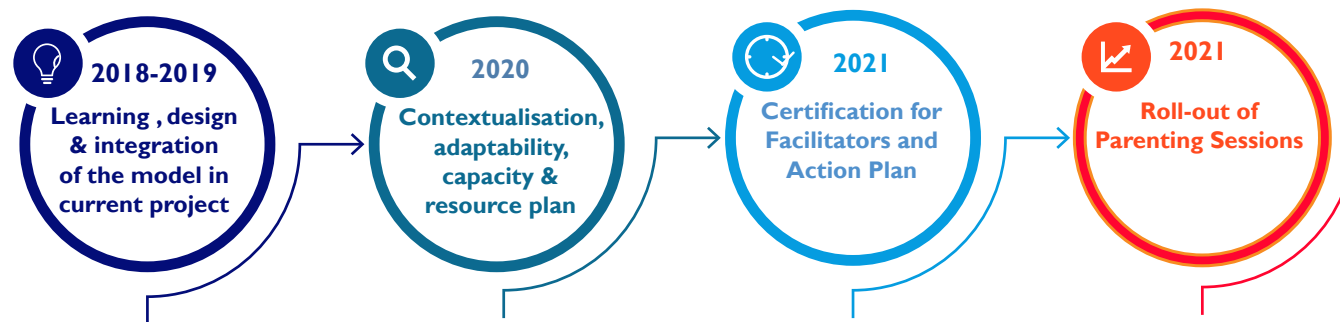 2018-2019
Learning , design
& integration
of the model in
current project
2020
Contextualisation,
adaptability,
capacity &
resource plan
2021
Certification for
Facilitators and
Action Plan
2021
Roll-out of
Parenting Sessions